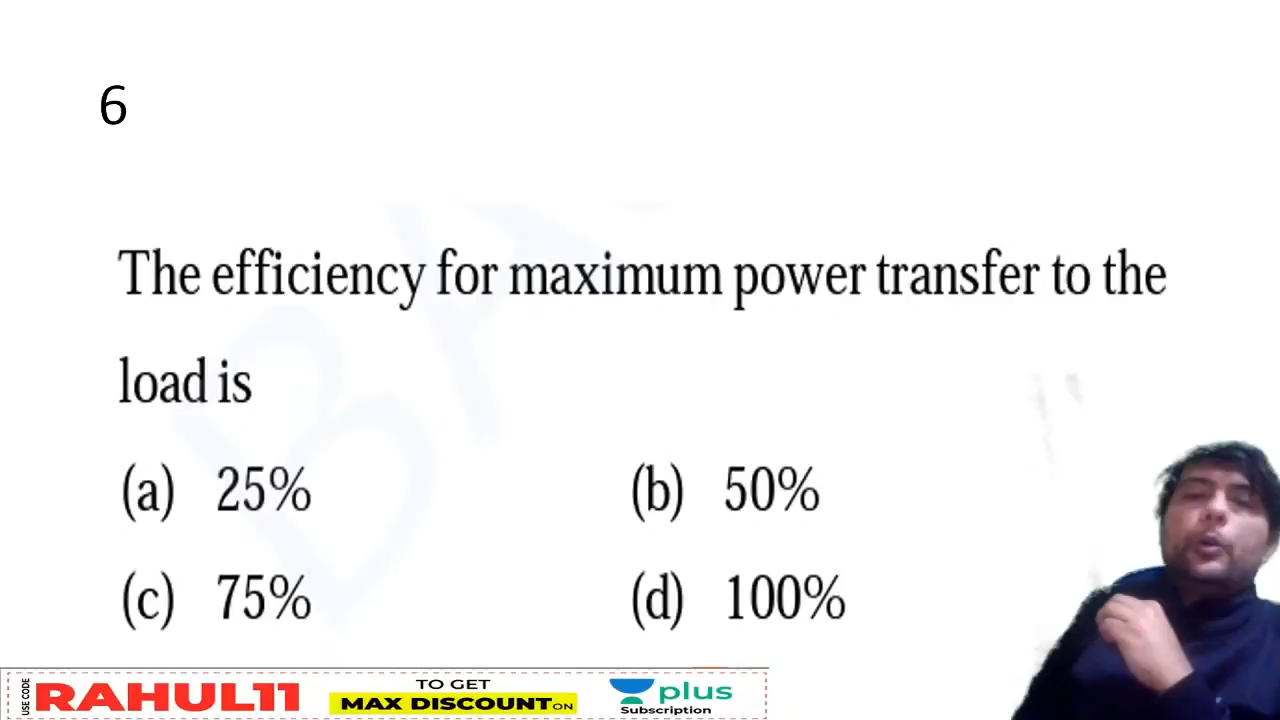 6
The efficiency for maximum power transfer to the
load is
(a) 25% (b) 50%
(c) 75% (d) 100%
USE CODE RAHUL11 TO GET MAX DISCOUNT ON plus Subscription